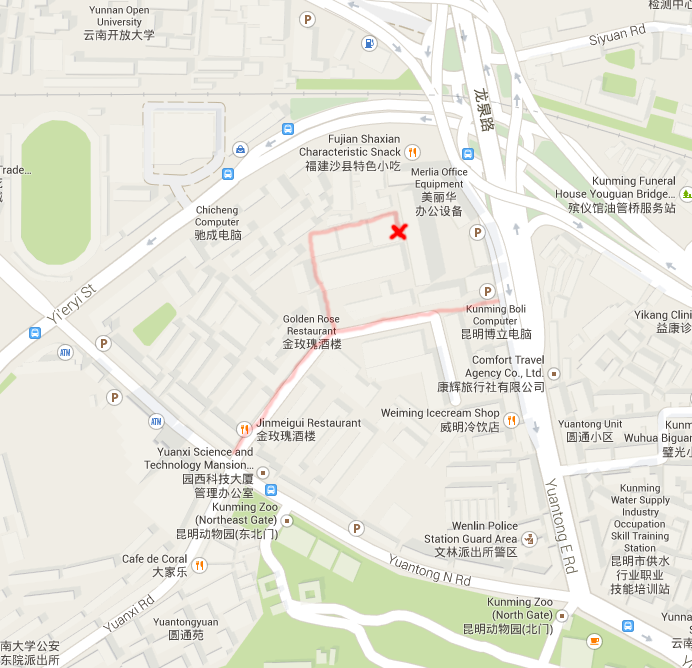 Yunnan Open
University
云南开放大学
P
检测中心
Siyuan Rd
龙泉路
Fujian Shaxian
Characteristic Snack
福建沙县特色小吃
Merlia Office
Equipment
美丽华
办公设备
Trade...
Kunming Funeral
House Youguan Bridge...
殡仪馆油管桥服务站
Chicheng
Computer
驰成电脑
P
Yi'eryi St
P
Golden Rose
Restaurant
金玫瑰酒楼
Kunming Boli
Computer
昆明博立电脑
Yikang Clini
益康诊
ATM
P
Comfort Travel
Agency Co., Ltd.
康辉旅行社有限公司
P
ATM
Jinmeigui Restaurant
金玫瑰酒楼
Weiming Icecream Shop
威明冷饮店
Yuantong Unit
圆通小区
Kunm
Wuhua Biguan
璧光小
Yuanxi Science and
Technology Mansion...
园西科技大厦
管理办公室
Kunming Zoo
(Northeast Gate)
昆明动物园(东北门)
P
Yuantong E Rd
Kunming
Water Supply
Industry
Occupation
Skill Training
Station
昆明市供水
行业职业
技能培训站
Wenlin Police
Station Guard Area
文林派出所警区
Cafe de Coral
大家乐
Yuantong N Rd
Yuanxi Rd
Yuantongyuan
圆通苑
Kunming Zoo
(North Gate)
昆明动物园(北门)
Yunna
云南
南大学公安
东院派出所